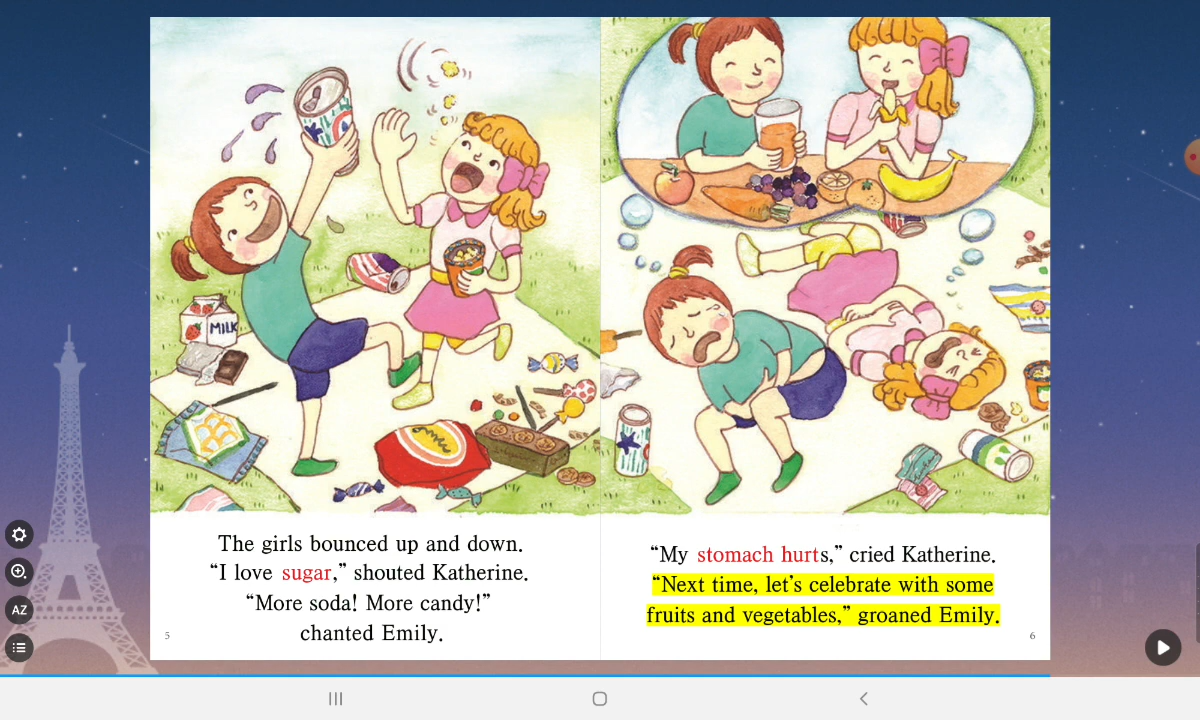 MILK
The girls bounced up and down.
“I love sugar,” shouted Katherine.
“More soda! More candy!”
chanted Emily.
5
“My stomach hurts,” cried Katherine.
“Next time, let’s celebrate with some
fruits and vegetables,” groaned Emily.
6
AZ